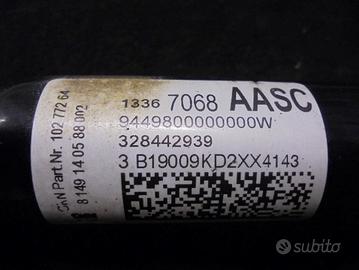 GKN Part.Nr. 102 772 64
8 149 14 05 88 002
1336 7068 AASC
9449800000000W
328442939
3 B19009KD2XX4143
subito